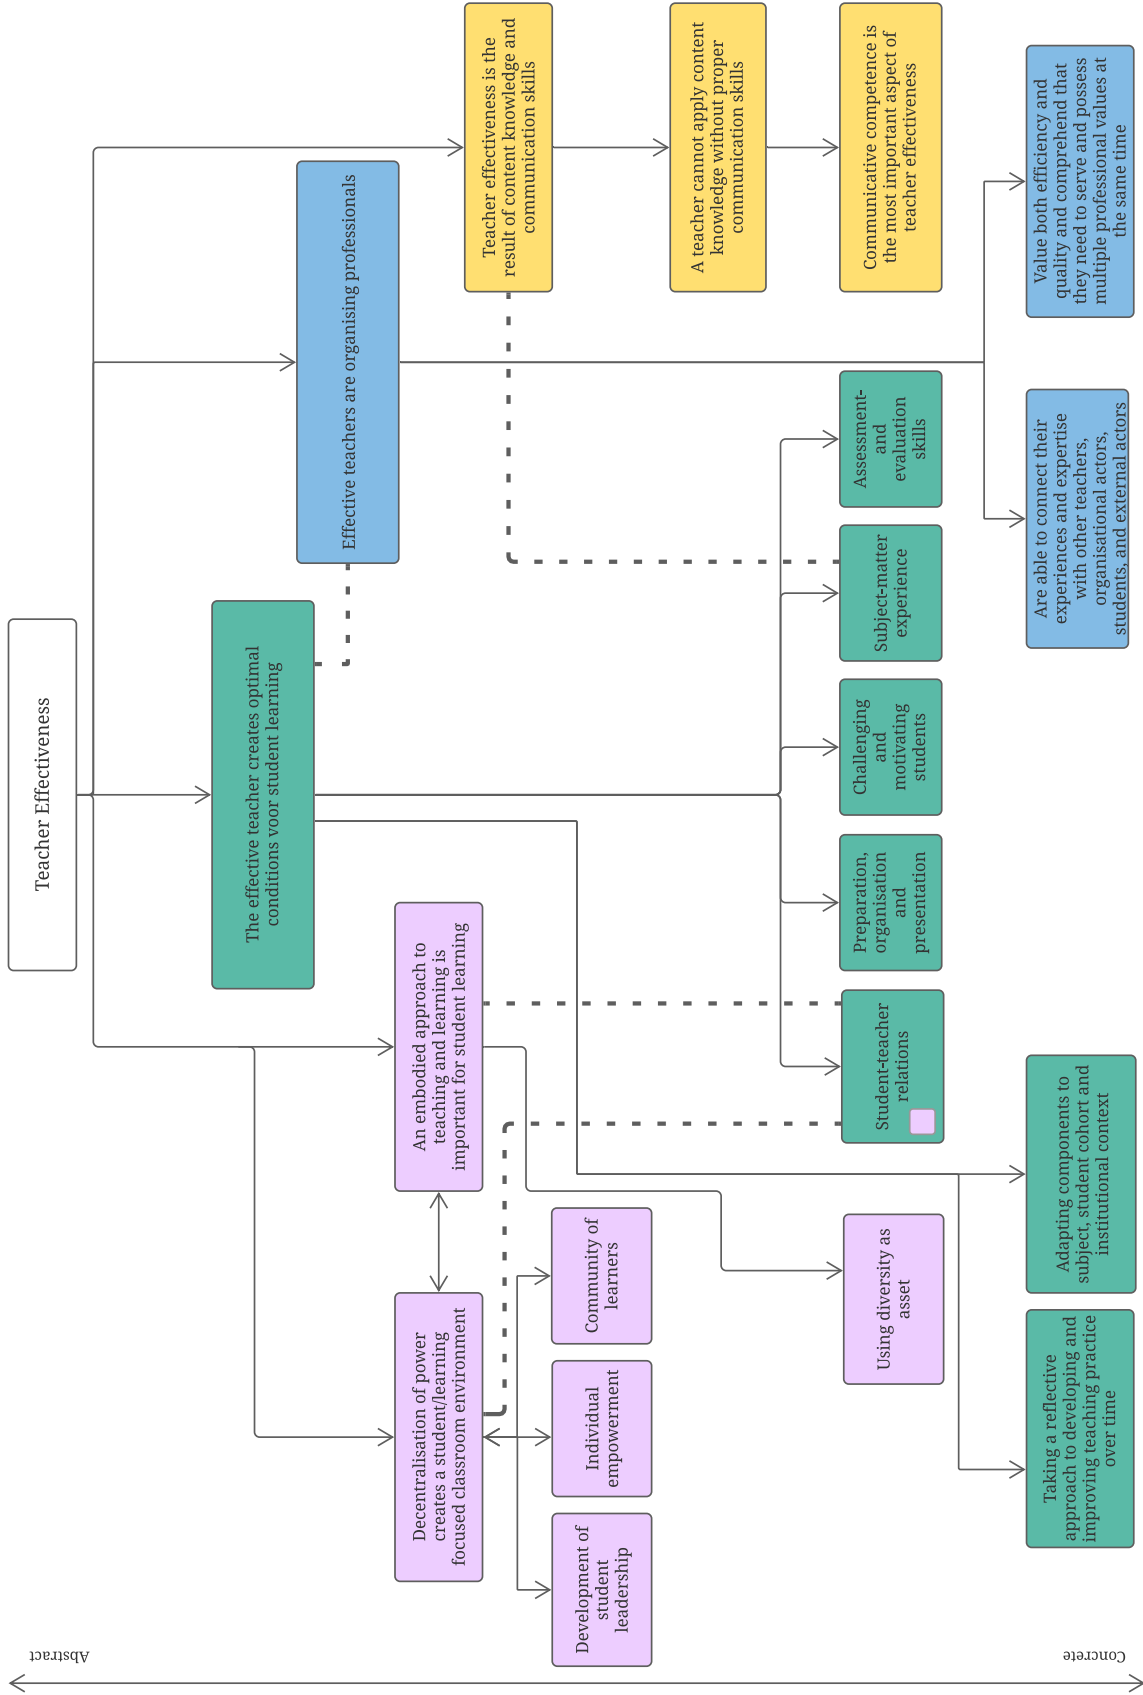 Teacher Effectiveness
The effective teacher creates optimal
conditions voor student learning
Effective teachers are organising professionals
Decentralisation of power
creates a student/learning
focused classroom environment
An embodied approach to
teaching and learning is
important for student learning
Teacher effectiveness is the
result of content knowledge and
communication skills
Development of
student
leadership
Individual
empowerment
Community of
learners
A teacher cannot apply content
knowledge without proper
communication skills
Using diversity as
asset
Student-teacher
relations
Preparation,
organisation
and
presentation
Challenging
and
motivating
students
Subject-matter
experience
Assessment-
and
evaluation
skills
Communicative competence is
the most important aspect of
teacher effectiveness
Taking a reflective
approach to developing and
improving teaching practice
over time
Adapting components to
subject, student cohort and
institutional context
Are able to connect their
experiences and expertise
with other teachers,
organisational actors,
students, and external actors
Value both efficiency and
quality and comprehend that
they need to serve and possess
multiple professional values at
the same time
Abstract
Concrete